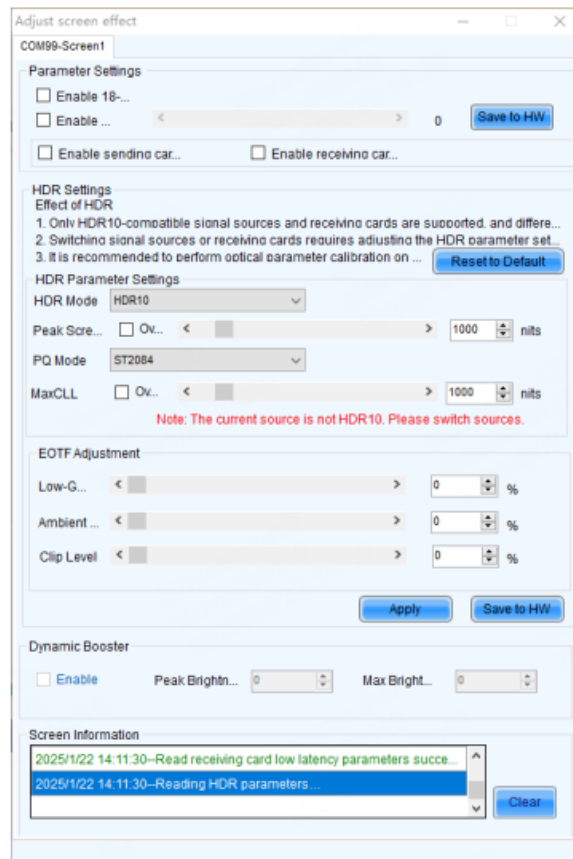 Adjust screen effect
COM99-Screen1
Parameter Settings
Enable 18-...
Enable ...
0
Save to HW
Enable sending car...
Enable receiving car...
HDR Settings
Effect of HDR
1. Only HDR10-compatible signal sources and receiving cards are supported, and differe...
2. Switching signal sources or receiving cards requires adjusting the HDR parameter set...
3. It is recommended to perform optical parameter calibration on ...
Reset to Default
HDR Parameter Settings
HDR Mode HDR10
Peak Scre... Ov... 1000 nits
PQ Mode ST2084
MaxCLL Ov... 1000 nits
Note: The current source is not HDR10. Please switch sources.
EOTF Adjustment
Low-G... 0 %
Ambient ... 0 %
Clip Level 0 %
Apply Save to HW
Dynamic Booster
Enable Peak Brightn... 0 Max Bright... 0
Screen Information
2025/1/22 14:11:30--Read receiving card low latency parameters succe...
2025/1/22 14:11:30--Reading HDR parameters...
Clear